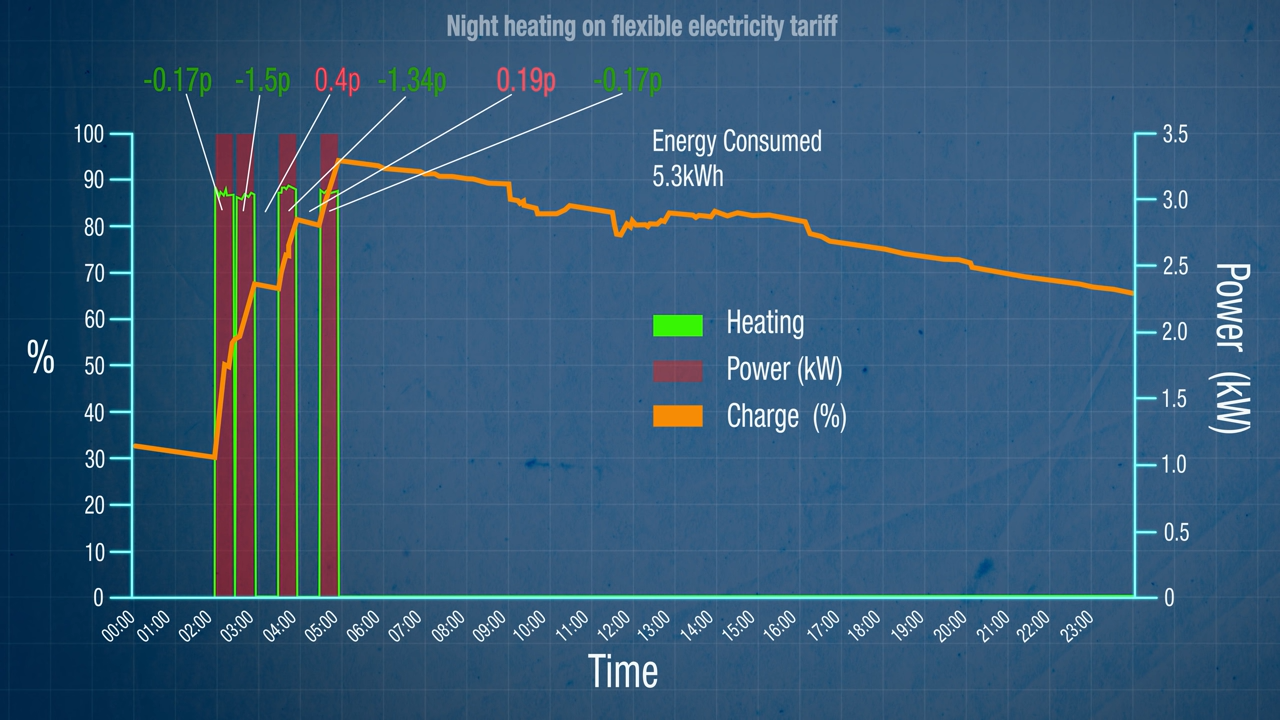 Night heating on flexible electricity tariff
-0.17p -1.5p 0.4p -1.34p 0.19p -0.17p
Energy Consumed
5.3kWh
100
90
80
70
60
50
40
30
20
10
0
%
3.5
3.0
2.5
2.0
1.5
1.0
0.5
0
Power (kW)
Heating
Power (kW)
Charge (%)
00:00 01:00 02:00 03:00 04:00 05:00 06:00 07:00 08:00 09:00 10:00 11:00 12:00 13:00 14:00 15:00 16:00 17:00 18:00 19:00 20:00 21:00 22:00 23:00
Time